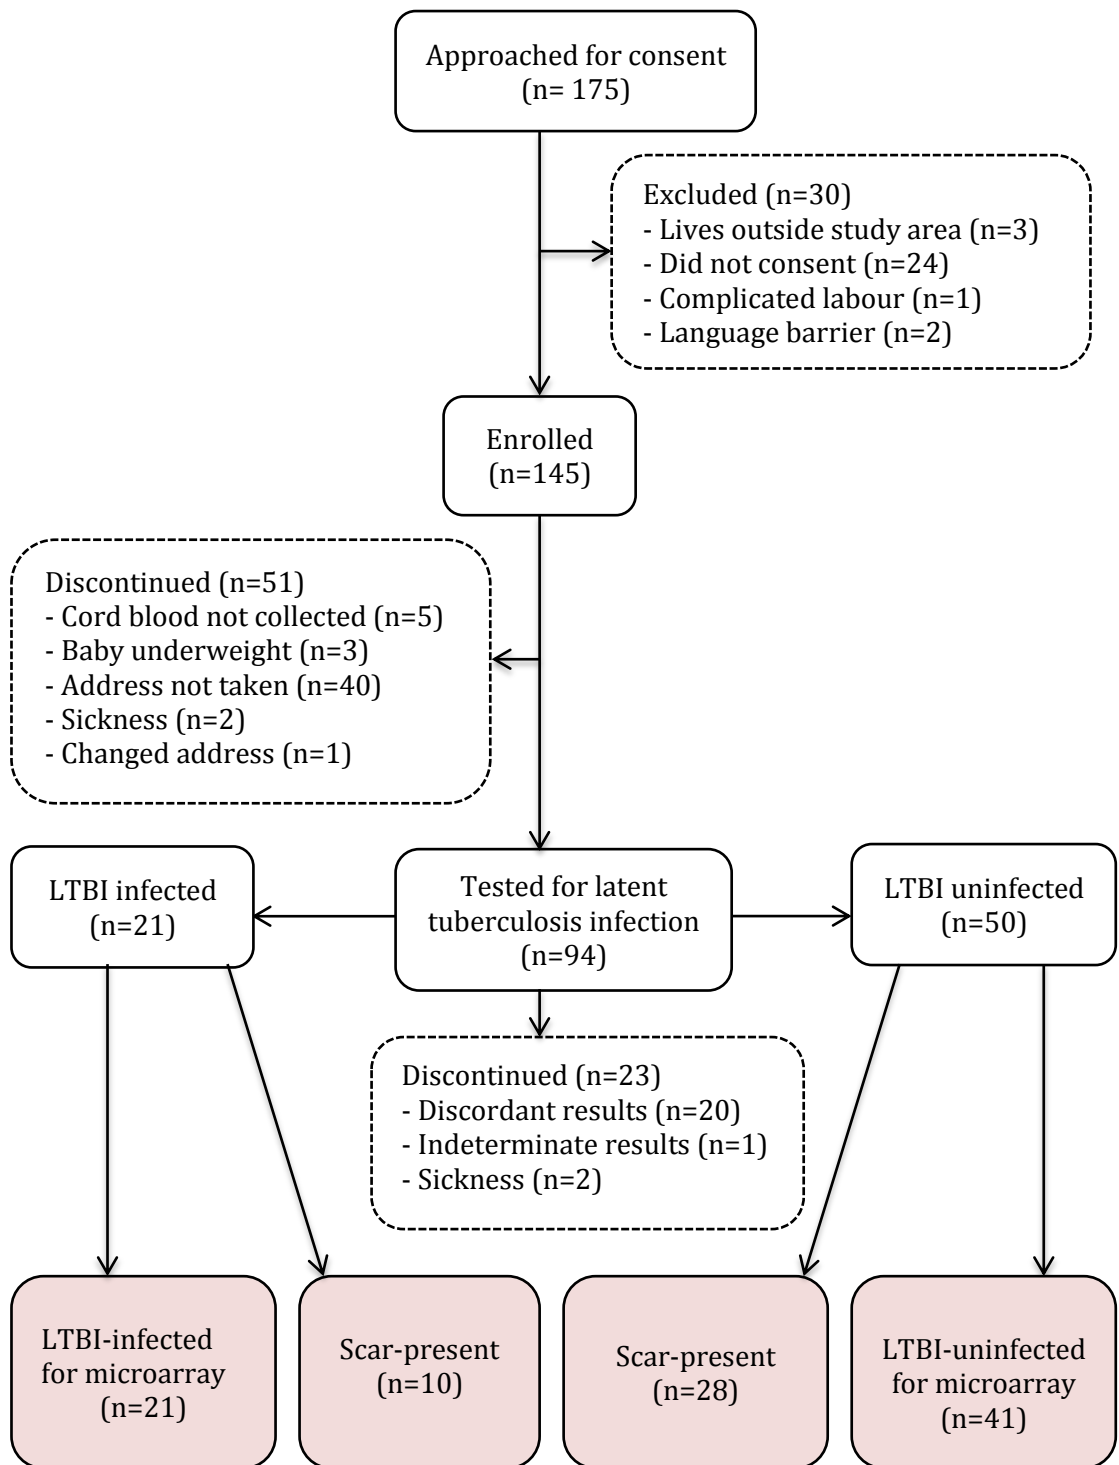 Approached for consent
(n= 175)
Excluded (n=30)
- Lives outside study area (n=3)
- Did not consent (n=24)
- Complicated labour (n=1)
- Language barrier (n=2)
Enrolled
(n=145)
Discontinued (n=51)
- Cord blood not collected (n=5)
- Baby underweight (n=3)
- Address not taken (n=40)
- Sickness (n=2)
- Changed address (n=1)
LTBI infected
(n=21)
Tested for latent
tuberculosis infection
(n=94)
LTBI uninfected
(n=50)
Discontinued (n=23)
- Discordant results (n=20)
- Indeterminate results (n=1)
- Sickness (n=2)
LTBI-infected
for microarray
(n=21)
Scar-present
(n=10)
Scar-present
(n=28)
LTBI-uninfected
for microarray
(n=41)